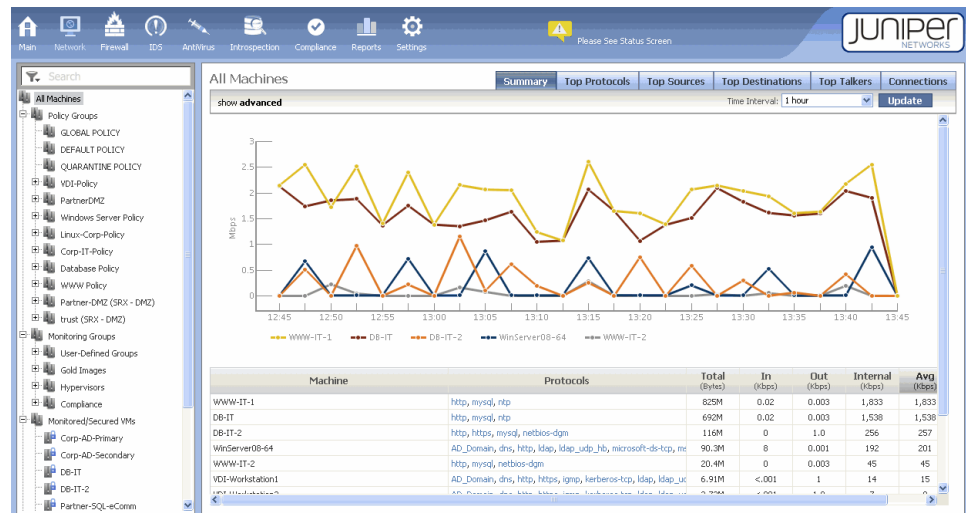 Main Network Firewall IDS AntiVirus Introspection Compliance Reports Settings
Please See Status Screen
JUNIPER
NETWORKS
Search
All Machines
Policy Groups
GLOBAL POLICY
DEFAULT POLICY
QUARANTINE POLICY
VDI-Policy
PartnerDMZ
Windows Server Policy
Linux-Corp-Policy
Corp-IT-Policy
Database Policy
WWW Policy
Partner-DMZ (SRX - DMZ)
trust (SRX - DMZ)
Monitoring Groups
User-Defined Groups
Gold Images
Hypervisors
Compliance
Monitored/Secured VMs
Corp-AD-Primary
Corp-AD-Secondary
DB-IT
DB-IT-2
Partner-SQL-eComm
All Machines
Summary Top Protocols Top Sources Top Destinations Top Talkers Connections
show advanced
Time Interval: 1 hour Update
3
2.5
2
1.5
1
0.5
0
Mbps
12:45 12:50 12:55 13:00 13:05 13:10 13:15 13:20 13:25 13:30 13:35 13:40 13:45
WWW-IT-1 DB-IT DB-IT-2 WinServer08-64 WWW-IT-2
Machine Protocols Total (Bytes) In (Kbps) Out (Kbps) Internal (Kbps) Avg (Kbps)
WWW-IT-1 http, mysql, ntp 825M 0.02 0.003 1,833 1,833
DB-IT http, mysql, ntp 692M 0.02 0.003 1,538 1,538
DB-IT-2 http, https, mysql, netbios-dgm 116M 0 1.0 256 257
WinServer08-64 AD_Domain, dns, http, ldap, ldap_udp_hb, microsoft-ds-tcp, ms 90.3M 8 0.001 192 201
WWW-IT-2 http, mysql, netbios-dgm 20.4M 0 0.003 45 45
VDI-Workstation1 AD_Domain, dns, http, https, igmp, kerberos-tcp, ldap, ldap_uc 6.91M <.001 1 14 15